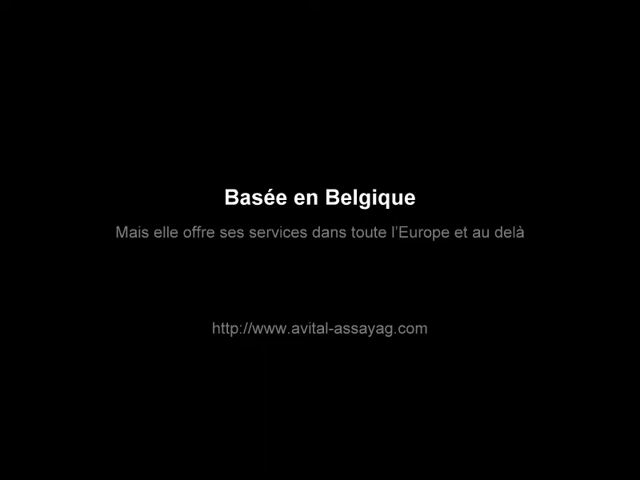 Basée en Belgique
Mais elle offre ses services dans toute l'Europe et au delà
http://www.avital-assayag.com